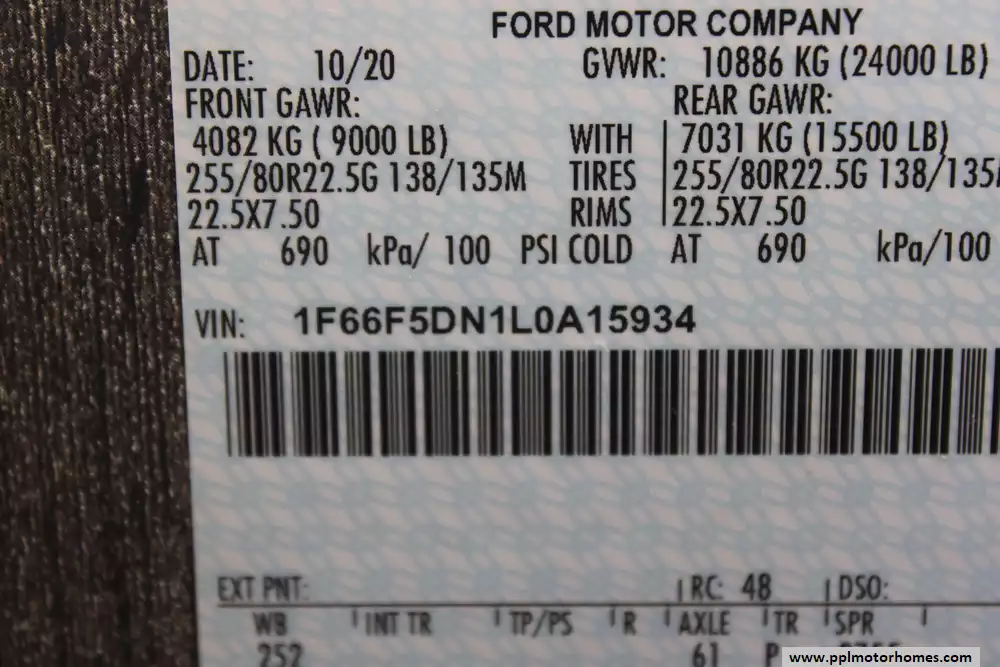 FORD MOTOR COMPANY
DATE: 10/20 GVWR: 10886 KG (24000 LB)
FRONT GAWR: REAR GAWR:
4082 KG ( 9000 LB) WITH 7031 KG (15500 LB)
255/80R22.5G 138/135M TIRES 255/80R22.5G 138/135
22.5X7.50 RIMS 22.5X7.50
AT 690 kPa/ 100 PSI COLD AT 690 kPa/100
VIN: 1F66F5DN1L0A15934
EXT PNT: RC: 48 DSO:
WB INT TR TP/PS R AXLE TR SPR
252 61
www.pplmotorhomes.com